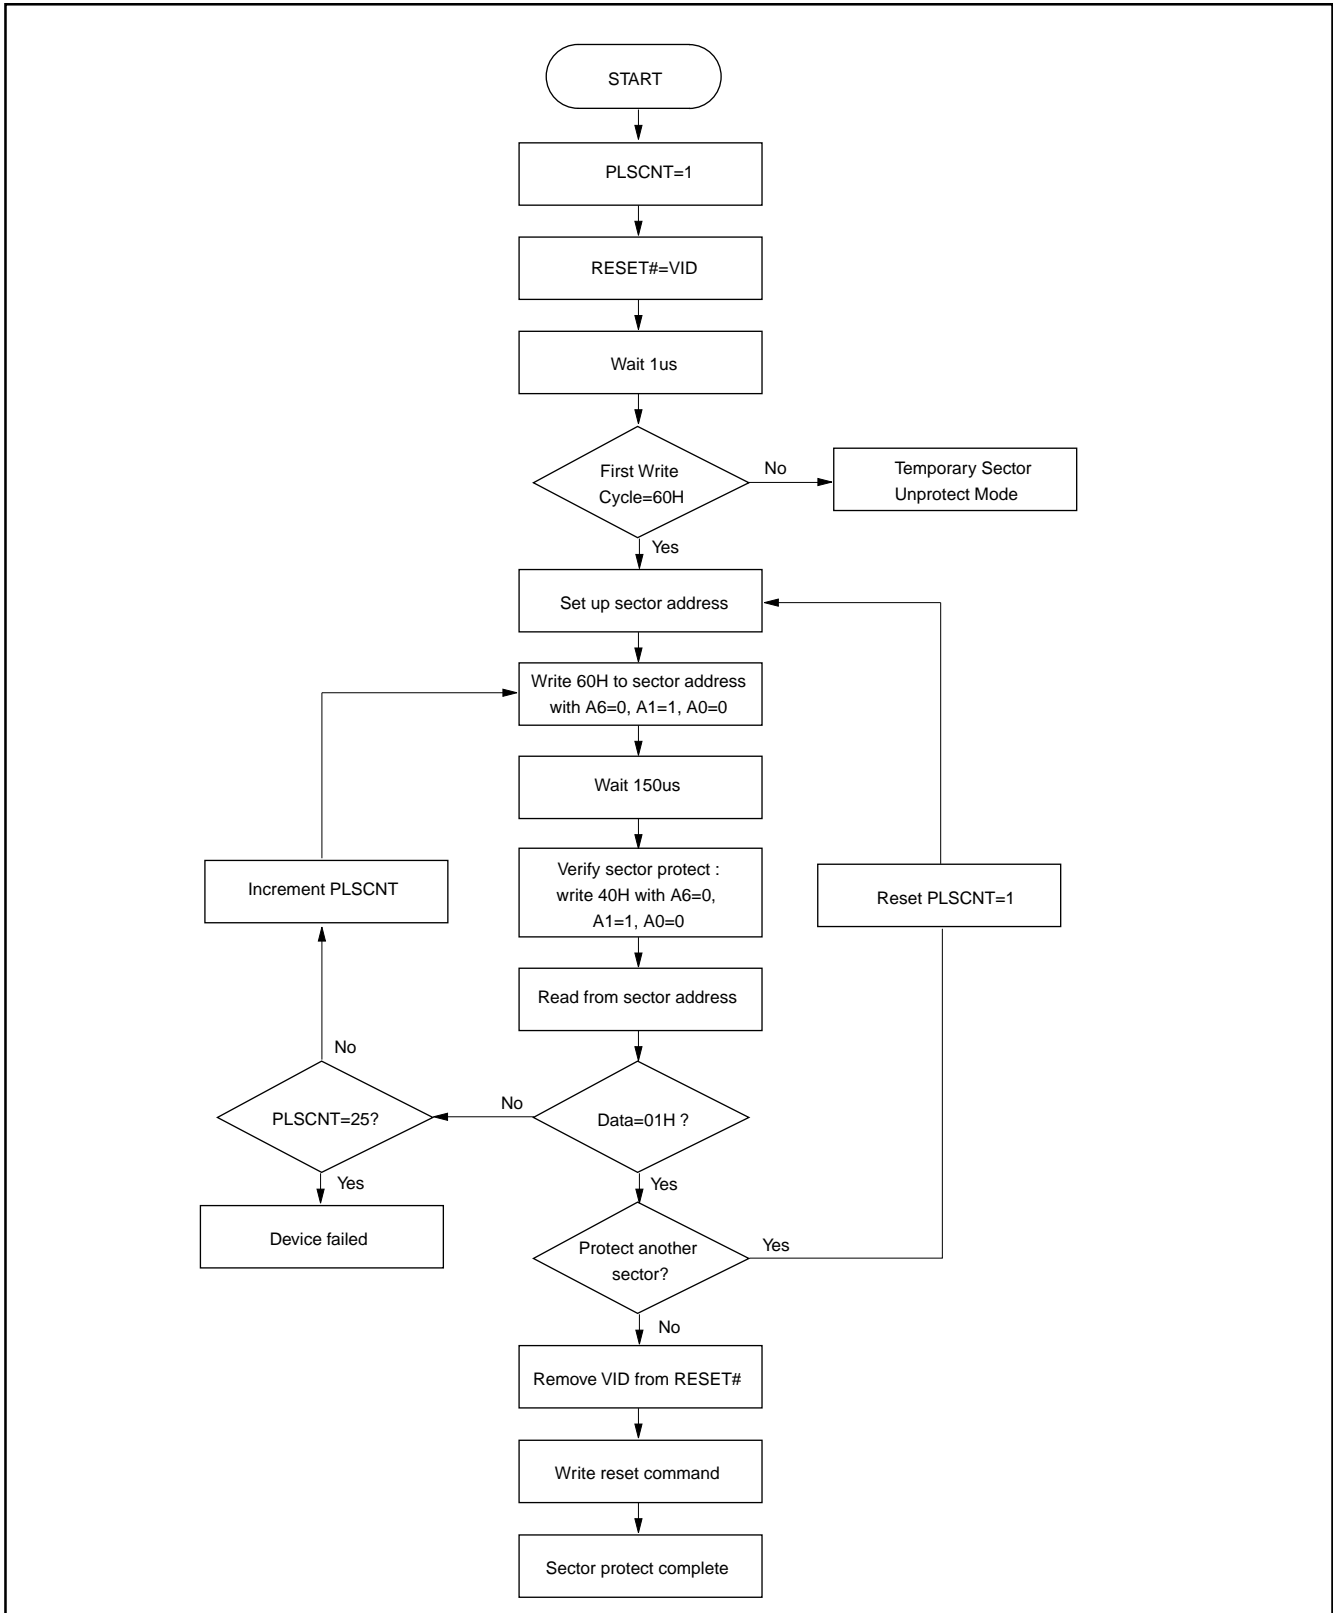 START
PLSCNT=1
RESET#=VID
Wait 1us
First Write
Cycle=60H
No
Temporary Sector
Unprotect Mode
Yes
Set up sector address
Write 60H to sector address
with A6=0, A1=1, A0=0
Wait 150us
Verify sector protect :
write 40H with A6=0,
A1=1, A0=0
Increment PLSCNT
Reset PLSCNT=1
Read from sector address
No
PLSCNT=25?
No
Data=01H ?
Yes
Yes
Device failed
Protect another
sector?
Yes
No
Remove VID from RESET#
Write reset command
Sector protect complete